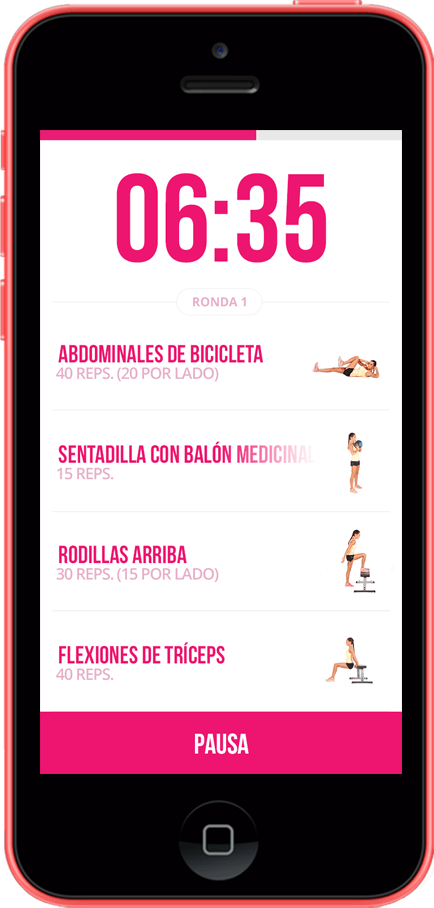 06:35
RONDA 1
ABDOMINALES DE BICICLETA
40 REPS. (20 POR LADO)
SENTADILLA CON BALÓN MEDICINAL
15 REPS.
RODILLAS ARRIBA
30 REPS. (15 POR LADO)
FLEXIONES DE TRÍCEPS
40 REPS.
PAUSA